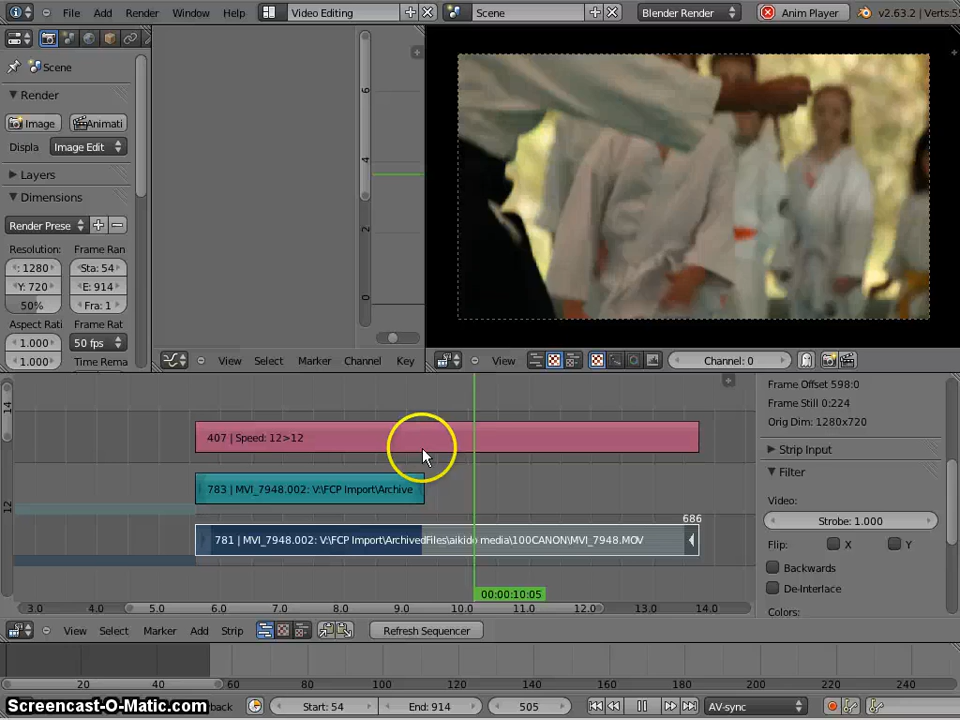 File Add Render Window Help Video Editing Scene Blender Render Anim Player v2.63.2 | Verts:5
Scene
Render
Image Animati
Displa Image Edit
Layers
Dimensions
Render Prese
Resolution: Frame Ran
: 1280 Sta: 54
Y: 720 E: 914
50% Fra: 1
Aspect Rati Frame Rat
1.000 50 fps
1.000 Time Rema
6
4
2
0
View Select Marker Channel Key
View Channel: 0
14
12
407 | Speed: 12>12
783 | MVI_7948.002: V:\FCP Import\Archive
686
781 | MVI_7948.002: V:\FCP Import\ArchivedFiles\aikido media\100CANON\MVI_7948.MOV
00:00:10:05
3.0 4.0 5.0 6.0 7.0 8.0 9.0 10.0 11.0 12.0 13.0 14.0
View Select Marker Add Strip Refresh Sequencer
Frame Offset 598:0
Frame Still 0:224
Orig Dim: 1280x720
Strip Input
Filter
Video:
Strobe: 1.000
Flip: X Y
Backwards
De-Interlace
Colors:
20 60 80 100 120 140 160 180 200 220 240
Screencast-O-Matic.com
back Start: 54 End: 914 505 AV-sync